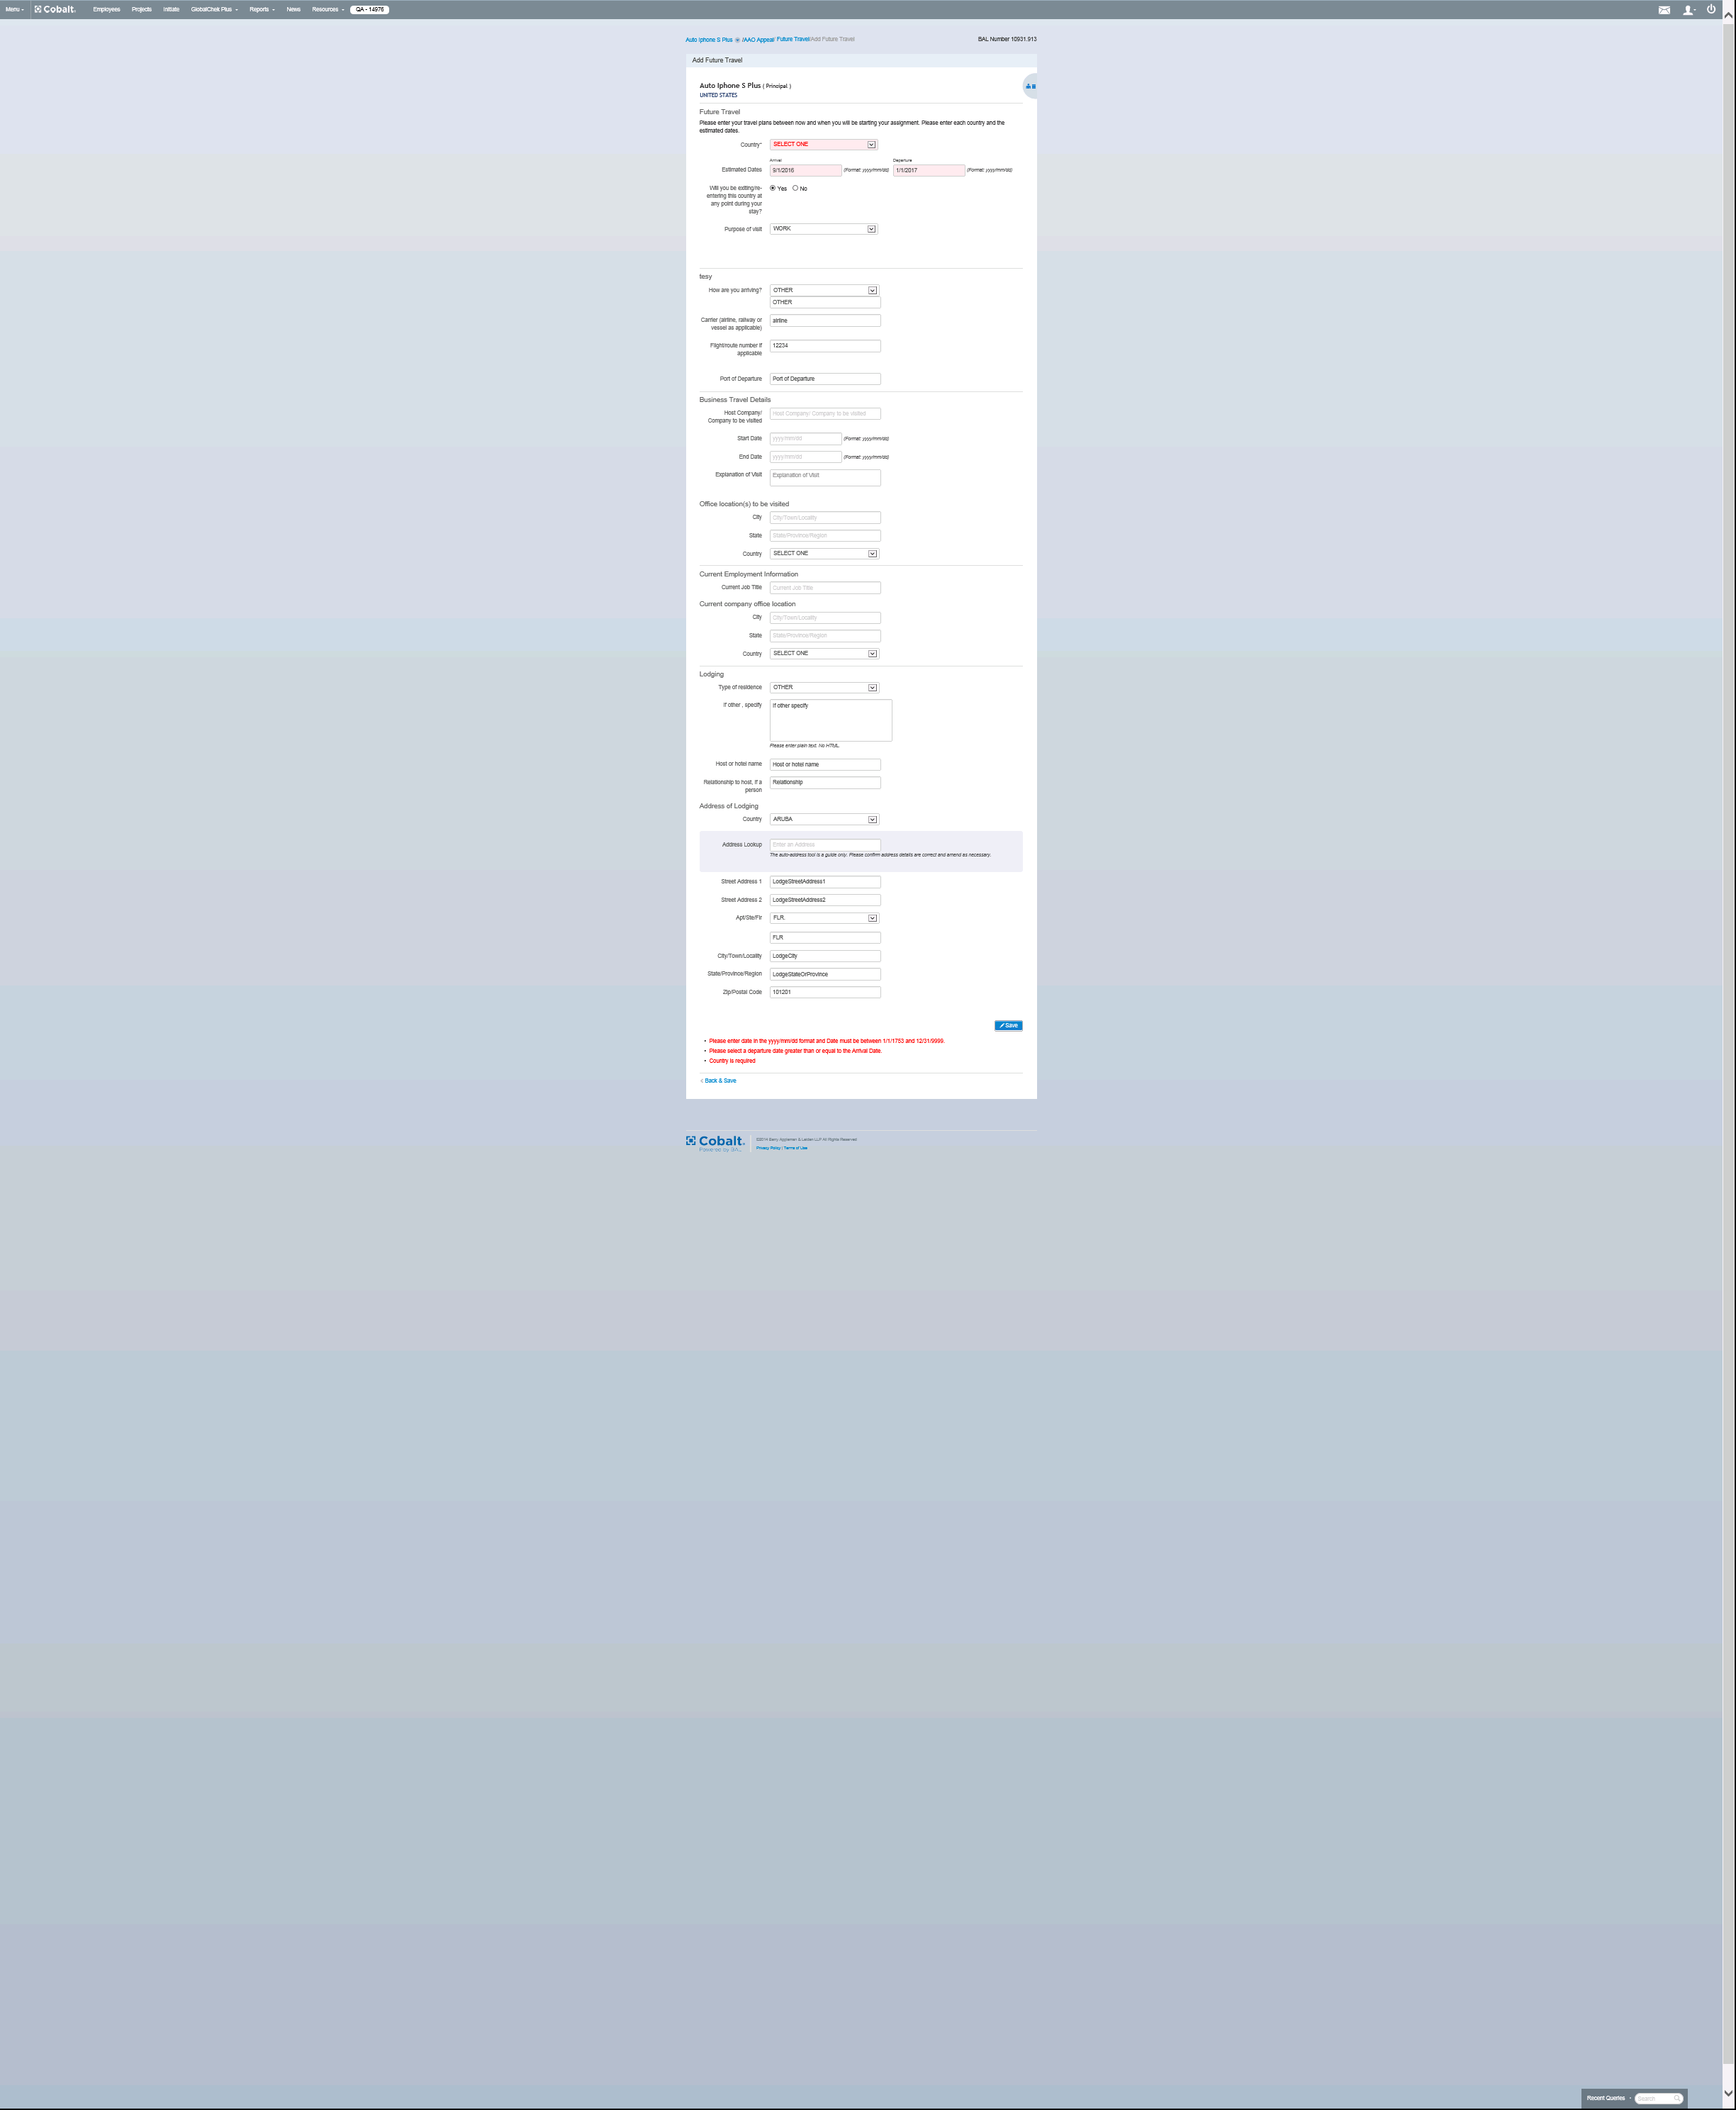 Menu
Cobalt.
Employees
Projects
Initiate
GlobalChek Plus
Reports
News
Resources
QA - 14976
Auto Iphone S Plus /AAO Appeal/ Future Travel/Add Future Travel
BAL Number 10931.913
Add Future Travel
Auto Iphone S Plus ( Principal )
UNITED STATES
Future Travel
Please enter your travel plans between now and when you will be starting your assignment. Please enter each country and the
estimated dates.
Country* SELECT ONE
Arrival Departure
Estimated Dates 9/1/2016 (Format: yyyy/mm/dd) 1/1/2017 (Format: yyyy/mm/dd)
Will you be exiting/re-
entering this country at
any point during your
stay?
Yes No
Purpose of visit WORK
tesy
How are you arriving? OTHER
OTHER
Carrier (airline, railway or
vessel as applicable)
airline
Flight/route number if
applicable
12234
Port of Departure Port of Departure
Business Travel Details
Host Company/
Company to be visited
Host Company/ Company to be visited
Start Date yyyy/mm/dd (Format: yyyy/mm/dd)
End Date yyyy/mm/dd (Format: yyyy/mm/dd)
Explanation of Visit Explanation of Visit
Office location(s) to be visited
City City/Town/Locality
State State/Province/Region
Country SELECT ONE
Current Employment Information
Current Job Title Current Job Title
Current company office location
City City/Town/Locality
State State/Province/Region
Country SELECT ONE
Lodging
Type of residence OTHER
If other , specify If other specify
Please enter plain text. No HTML.
Host or hotel name Host or hotel name
Relationship to host, if a
person
Relationship
Address of Lodging
Country ARUBA
Address Lookup Enter an Address
The auto-address tool is a guide only. Please confirm address details are correct and amend as necessary.
Street Address 1 LodgeStreetAddress1
Street Address 2 LodgeStreetAddress2
Apt/Ste/Flr FLR.
FLR
City/Town/Locality LodgeCity
State/Province/Region LodgeStateOrProvince
Zip/Postal Code 101201
Save
• Please enter date in the yyyy/mm/dd format and Date must be between 1/1/1753 and 12/31/9999.
• Please select a departure date greater than or equal to the Arrival Date.
• Country is required
< Back & Save
Cobalt.
Powered by BAL.
Privacy Policy | Terms of Use
Recent Queries
Search